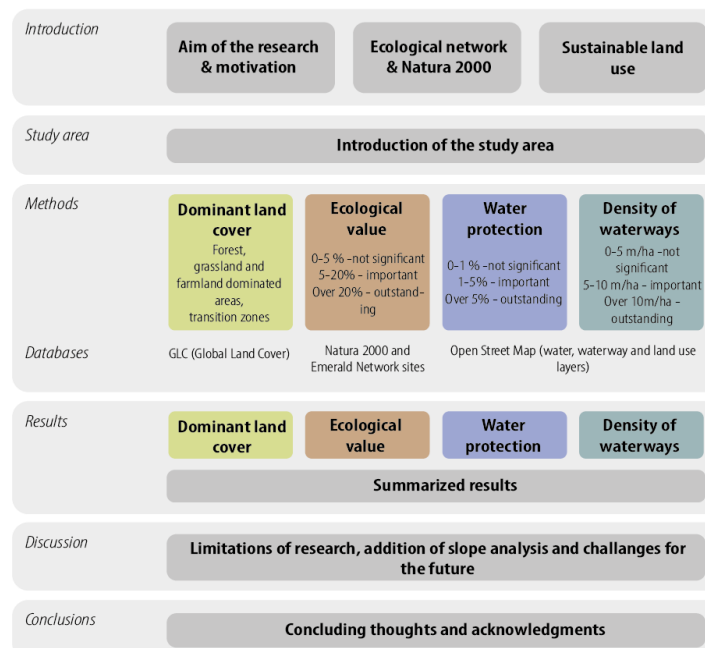 Introduction
Aim of the research
& motivation
Ecological network
& Natura 2000
Sustainable land
use
Study area
Introduction of the study area
Methods
Dominant land
cover
Forest,
grassland and
farmland dominated
areas,
transition zones
Ecological
value
0-5 % -not significant
5-20% - important
Over 20% - outstand-
ing
Water
protection
0-1 % -not significant
1-5% - important
Over 5% - outstanding
Density of
waterways
0-5 m/ha -not
significant
5-10 m/ha - important
Over 10m/ha -
outstanding
Databases
GLC (Global Land Cover)
Natura 2000 and
Emerald Network sites
Open Street Map (water, waterway and land use
layers)
Results
Dominant land
cover
Ecological
value
Water
protection
Density of
waterways
Summarized results
Discussion
Limitations of research, addition of slope analysis and challanges for
the future
Conclusions
Concluding thoughts and acknowledgments